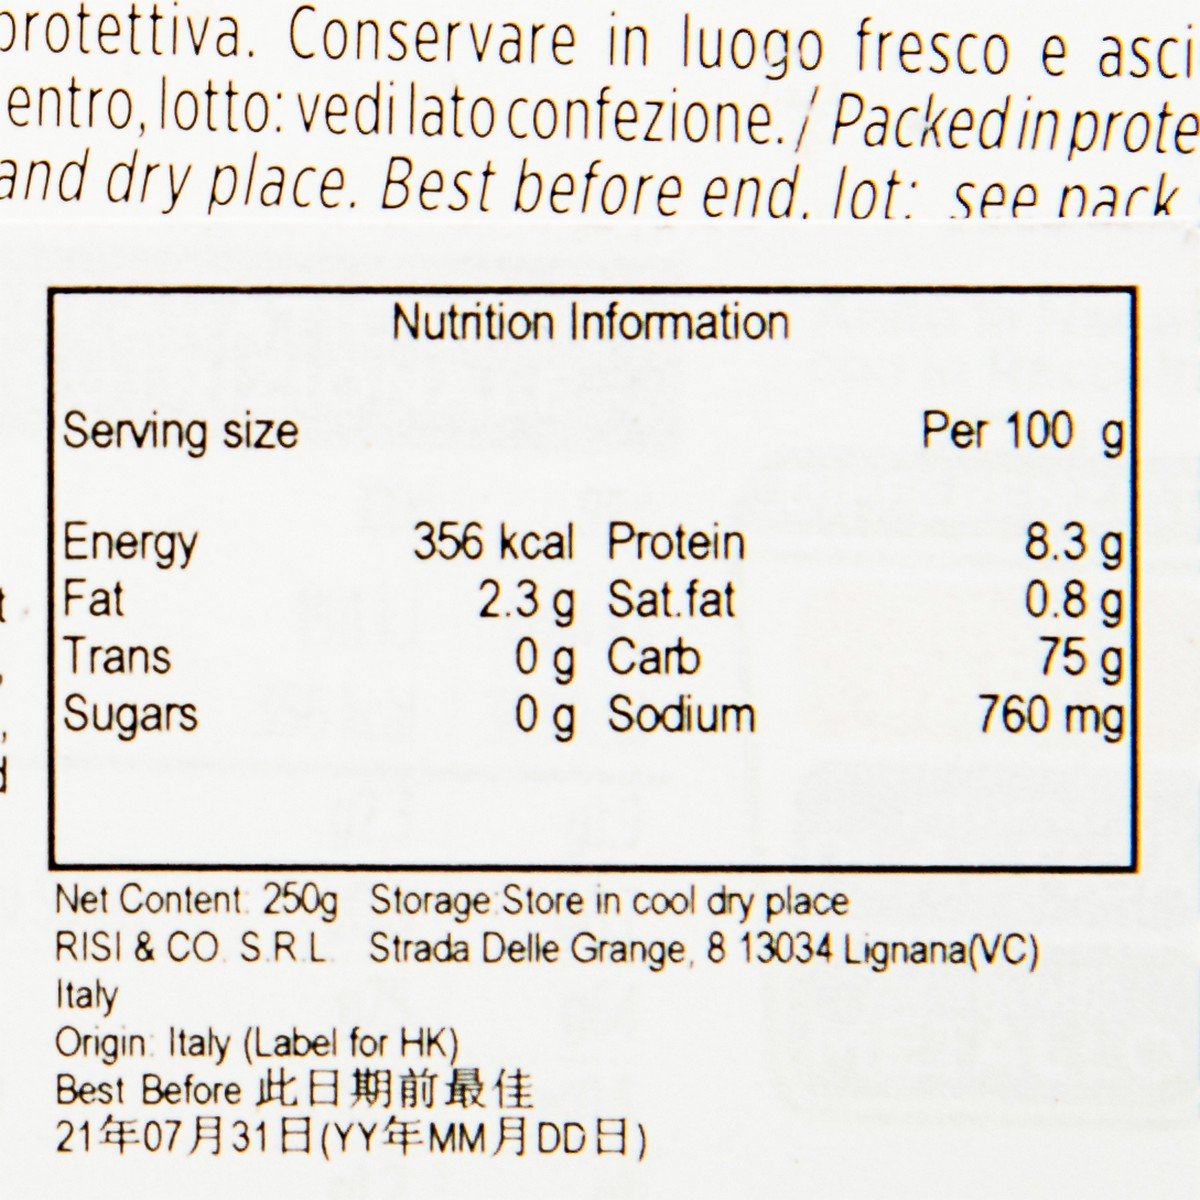 protettiva. Conservare in luogo fresco e asci
entro, lotto: vedi lato confezione. / Packed in prote
and dry place. Best before end, lot: see pack
Nutrition Information
Serving size Per 100 g
Energy 356 kcal Protein 8.3 g
Fat 2.3 g Sat.fat 0.8 g
Trans 0 g Carb 75 g
Sugars 0 g Sodium 760 mg
Net Content: 250g Storage:Store in cool dry place
RISI & CO. S.R.L. Strada Delle Grange, 8 13034 Lignana(VC)
Italy
Origin: Italy (Label for HK)
Best Before 此日期前最佳
21年07月31日(YY年MM月DD日)